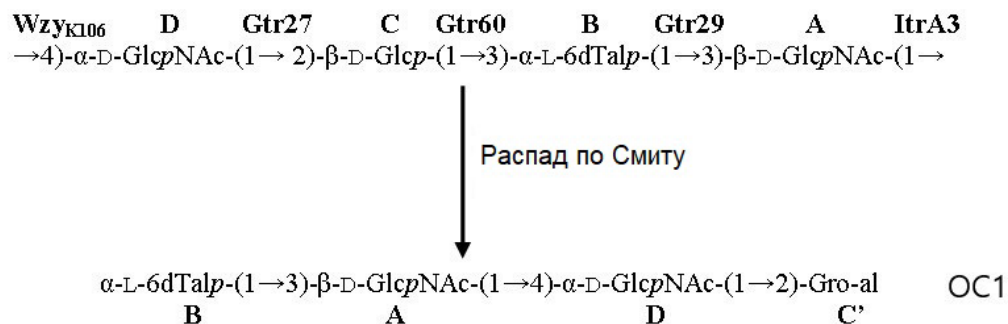 Wzy_K106 D Gtr27 C Gtr60 B Gtr29 A ItrA3
→4)-α-D-GlcpNAc-(1→ 2)-β-D-Glcp-(1→3)-α-L-6dTalp-(1→3)-β-D-GlcpNAc-(1→
Распад по Смиту
α-L-6dTalp-(1→3)-β-D-GlcpNAc-(1→4)-α-D-GlcpNAc-(1→2)-Gro-al ОС1
B A D C’